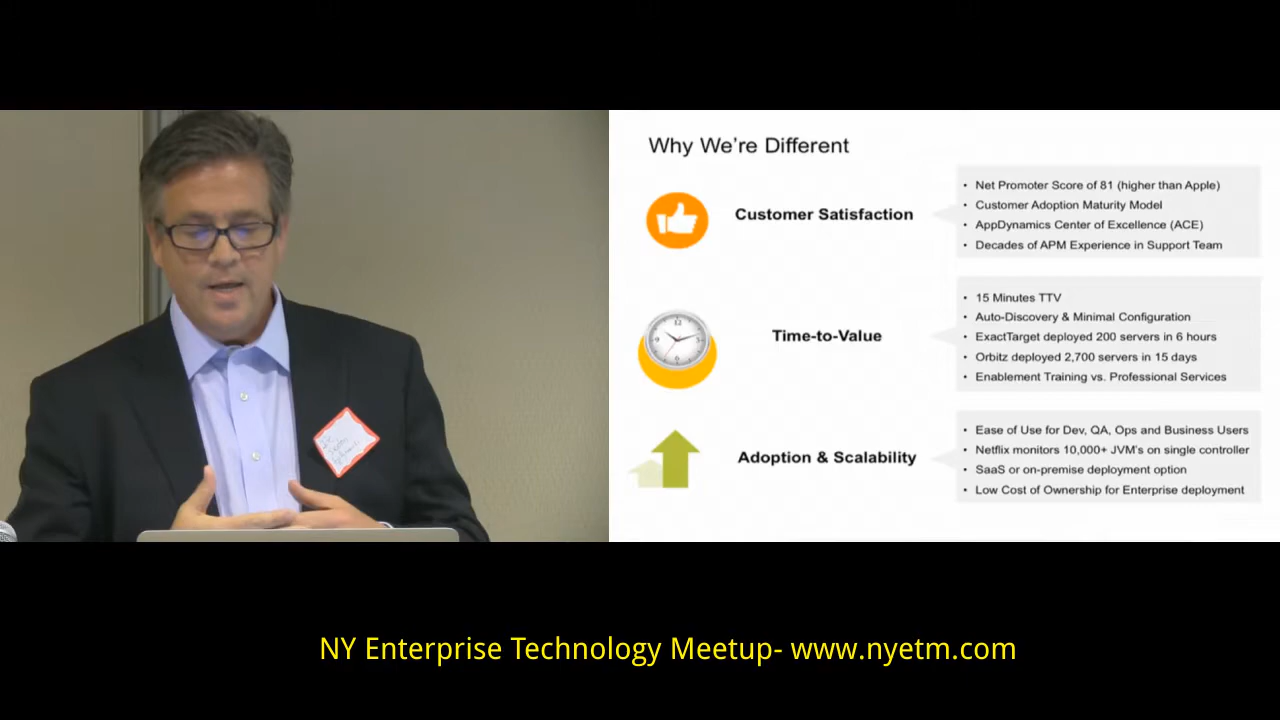 Why We're Different
Customer Satisfaction
• Net Promoter Score of 81 (higher than Apple)
• Customer Adoption Maturity Model
• AppDynamics Center of Excellence (ACE)
• Decades of APM Experience in Support Team
Time-to-Value
• 15 Minutes TTV
• Auto-Discovery & Minimal Configuration
• ExactTarget deployed 200 servers in 6 hours
• Orbitz deployed 2,700 servers in 15 days
• Enablement Training vs. Professional Services
Adoption & Scalability
• Ease of Use for Dev, QA, Ops and Business Users
• Netflix monitors 10,000+ JVM's on single controller
• SaaS or on-premise deployment option
• Low Cost of Ownership for Enterprise deployment
NY Enterprise Technology Meetup- www.nyetm.com